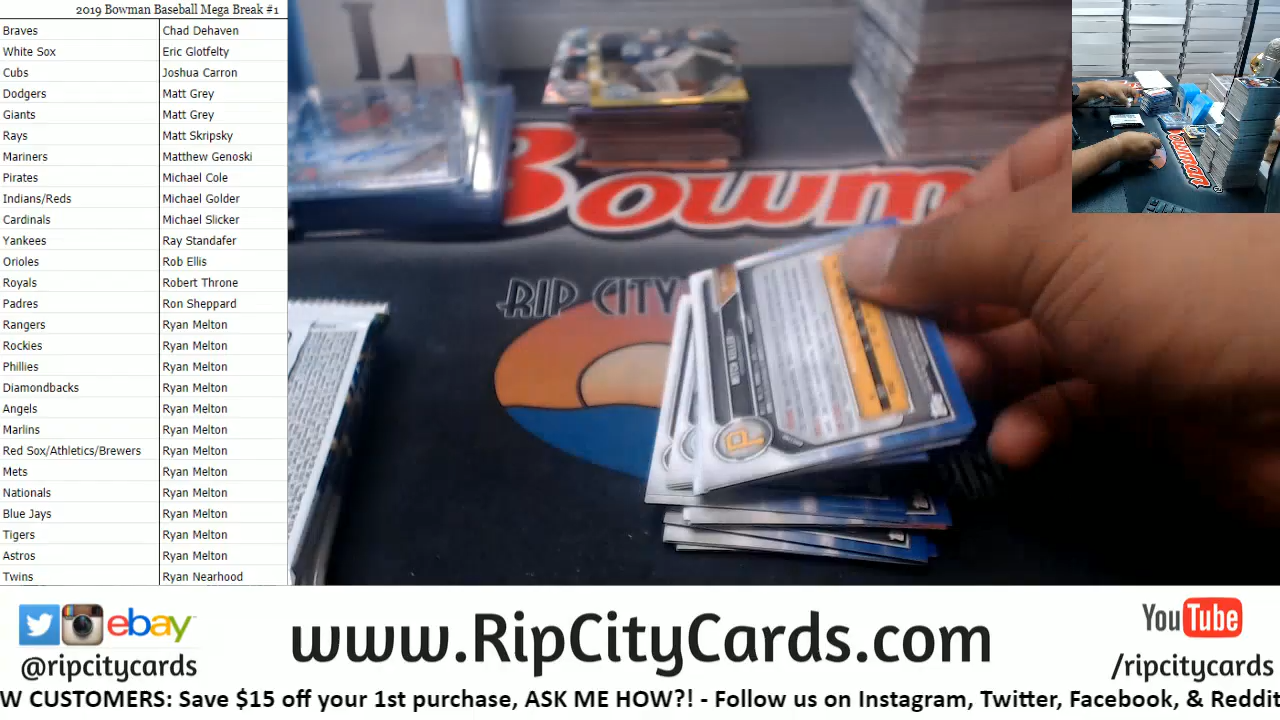 2019 Bowman Baseball Mega Break #1
Braves Chad Dehaven
White Sox Eric Glotfelty
Cubs Joshua Carron
Dodgers Matt Grey
Giants Matt Grey
Rays Matt Skripsky
Mariners Matthew Genoski
Pirates Michael Cole
Indians/Reds Michael Golder
Cardinals Michael Slicker
Yankees Ray Standafer
Orioles Rob Ellis
Royals Robert Throne
Padres Ron Sheppard
Rangers Ryan Melton
Rockies Ryan Melton
Phillies Ryan Melton
Diamondbacks Ryan Melton
Angels Ryan Melton
Marlins Ryan Melton
Red Sox/Athletics/Brewers Ryan Melton
Mets Ryan Melton
Nationals Ryan Melton
Blue Jays Ryan Melton
Tigers Ryan Melton
Astros Ryan Melton
Twins Ryan Nearhood
Bowm
RIP CITY
P
Bowman
ebay
@ripcitycards
www.RipCityCards.com
YouTube
/ripcitycards
W CUSTOMERS: Save $15 off your 1st purchase, ASK ME HOW?! - Follow us on Instagram, Twitter, Facebook, & Reddit